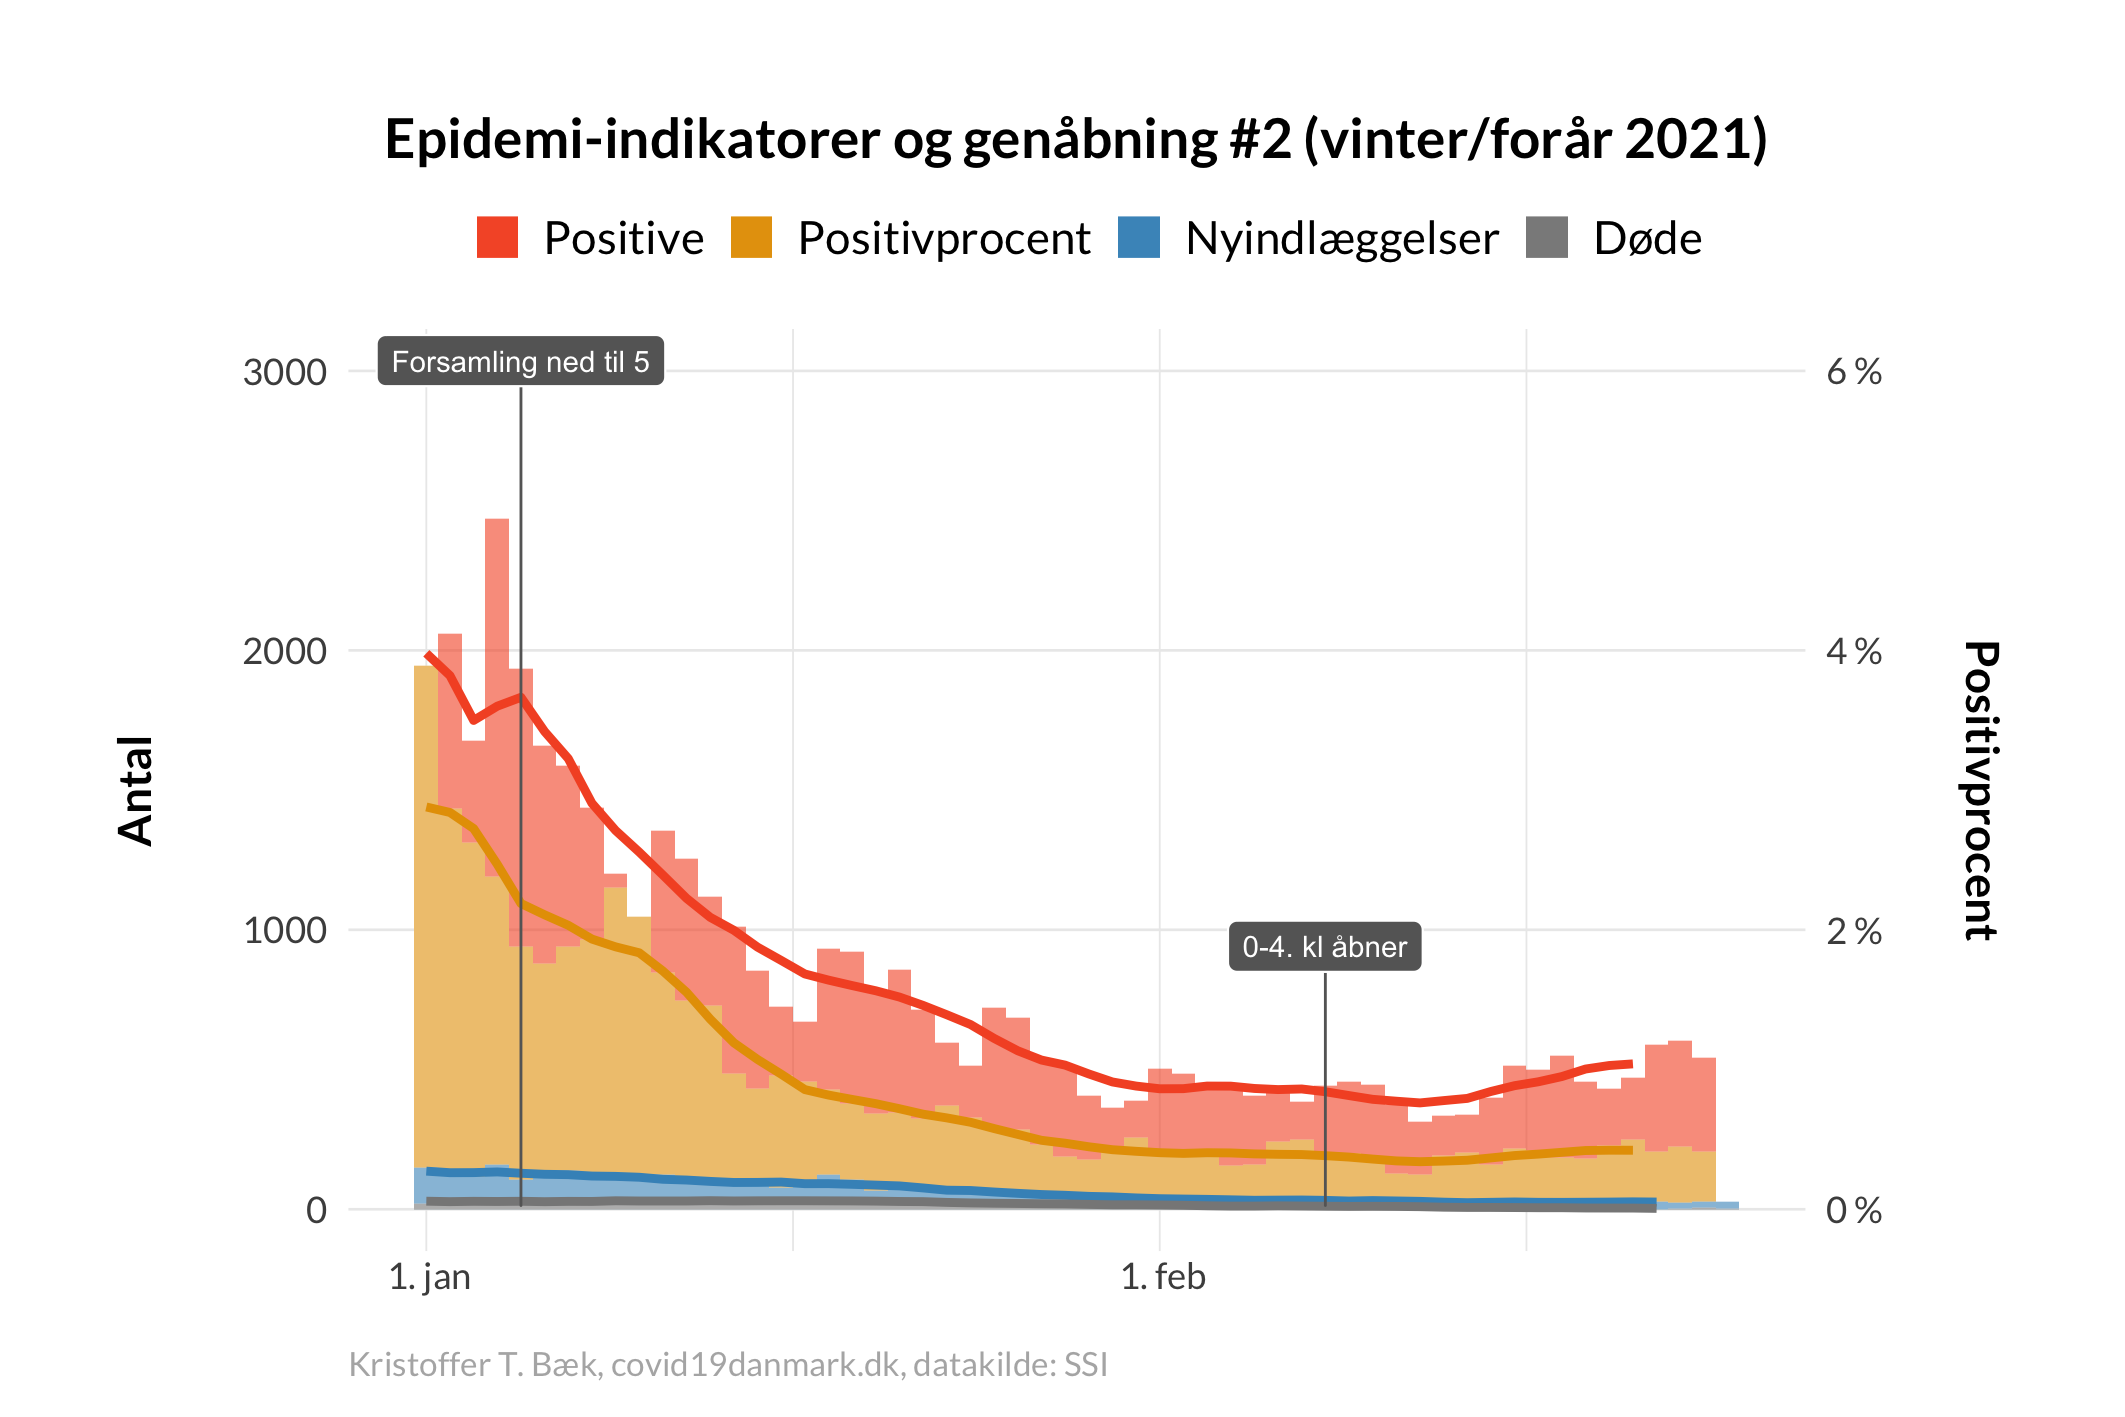 Epidemi-indikatorer og genåbning #2 (vinter/forår 2021)
Positive Positivprocent Nyindlæggelser Døde
Forsamling ned til 5
0-4. kl åbner
3000
2000
1000
0
6 %
4 %
2 %
0 %
Antal
Positivprocent
1. jan
1. feb
Kristoffer T. Bæk, covid19danmark.dk, datakilde: SSI